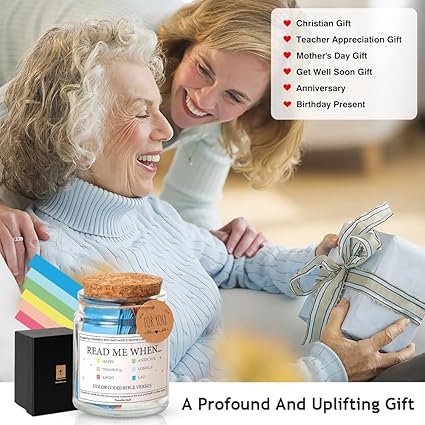 Christian Gift
Teacher Appreciation Gift
Mother's Day Gift
Get Well Soon Gift
Anniversary
Birthday Present
FOR YOU
READ ME WHEN...
HAPPY
THANKFUL
LONELY
ANGRY
SAD
COLOR CODED BIBLE VERSES
A Profound And Uplifting Gift